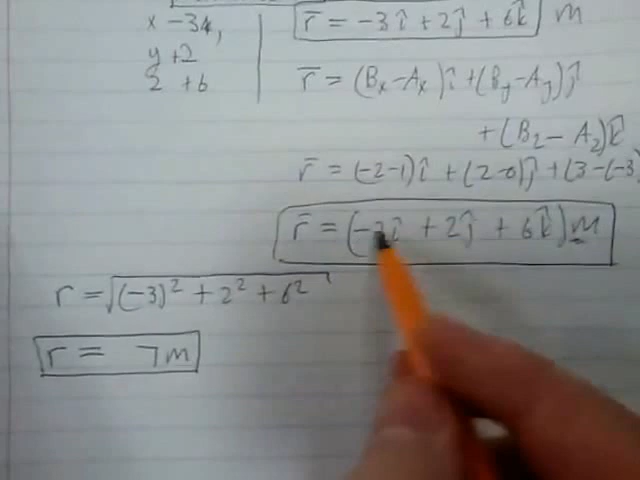 x -3i,
y +2
z +6
r̄ = -3î + 2ĵ + 6k̂ m
r̄ = (Bx - Ax)î + (By - Ay)ĵ
+ (Bz - Az)k̂
r̄ = (-2-1)î + (2-0)ĵ + (3-(-3)
r̄ = (-3î + 2ĵ + 6k̂) m
r = √(-3)² + 2² + 6²
r = 7m